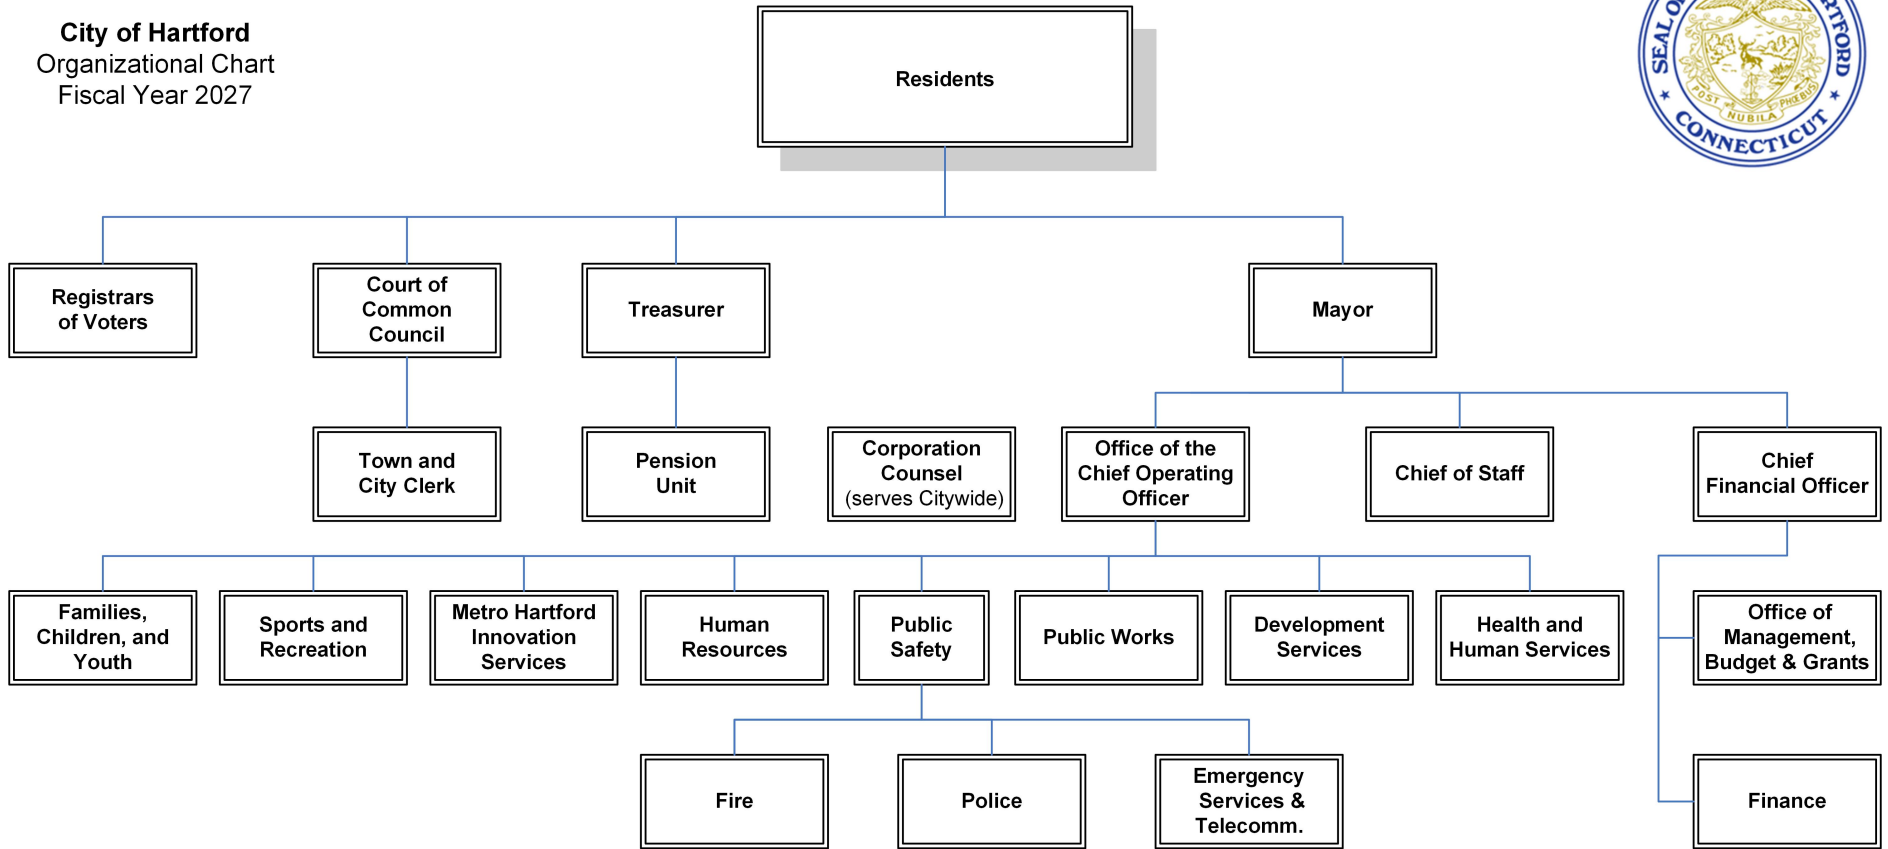 City of Hartford
Organizational Chart
Fiscal Year 2027
Residents
SEAL O
RTFORD
CONNECTICUT
POST
NUBILA
PHŒBUS
Registrars
of Voters
Court of
Common
Council
Treasurer
Mayor
Town and
City Clerk
Pension
Unit
Corporation
Counsel
(serves Citywide)
Office of the
Chief Operating
Officer
Chief of Staff
Chief
Financial Officer
Families,
Children, and
Youth
Sports and
Recreation
Metro Hartford
Innovation
Services
Human
Resources
Public
Safety
Public Works
Development
Services
Health and
Human Services
Office of
Management,
Budget & Grants
Fire
Police
Emergency
Services &
Telecomm.
Finance